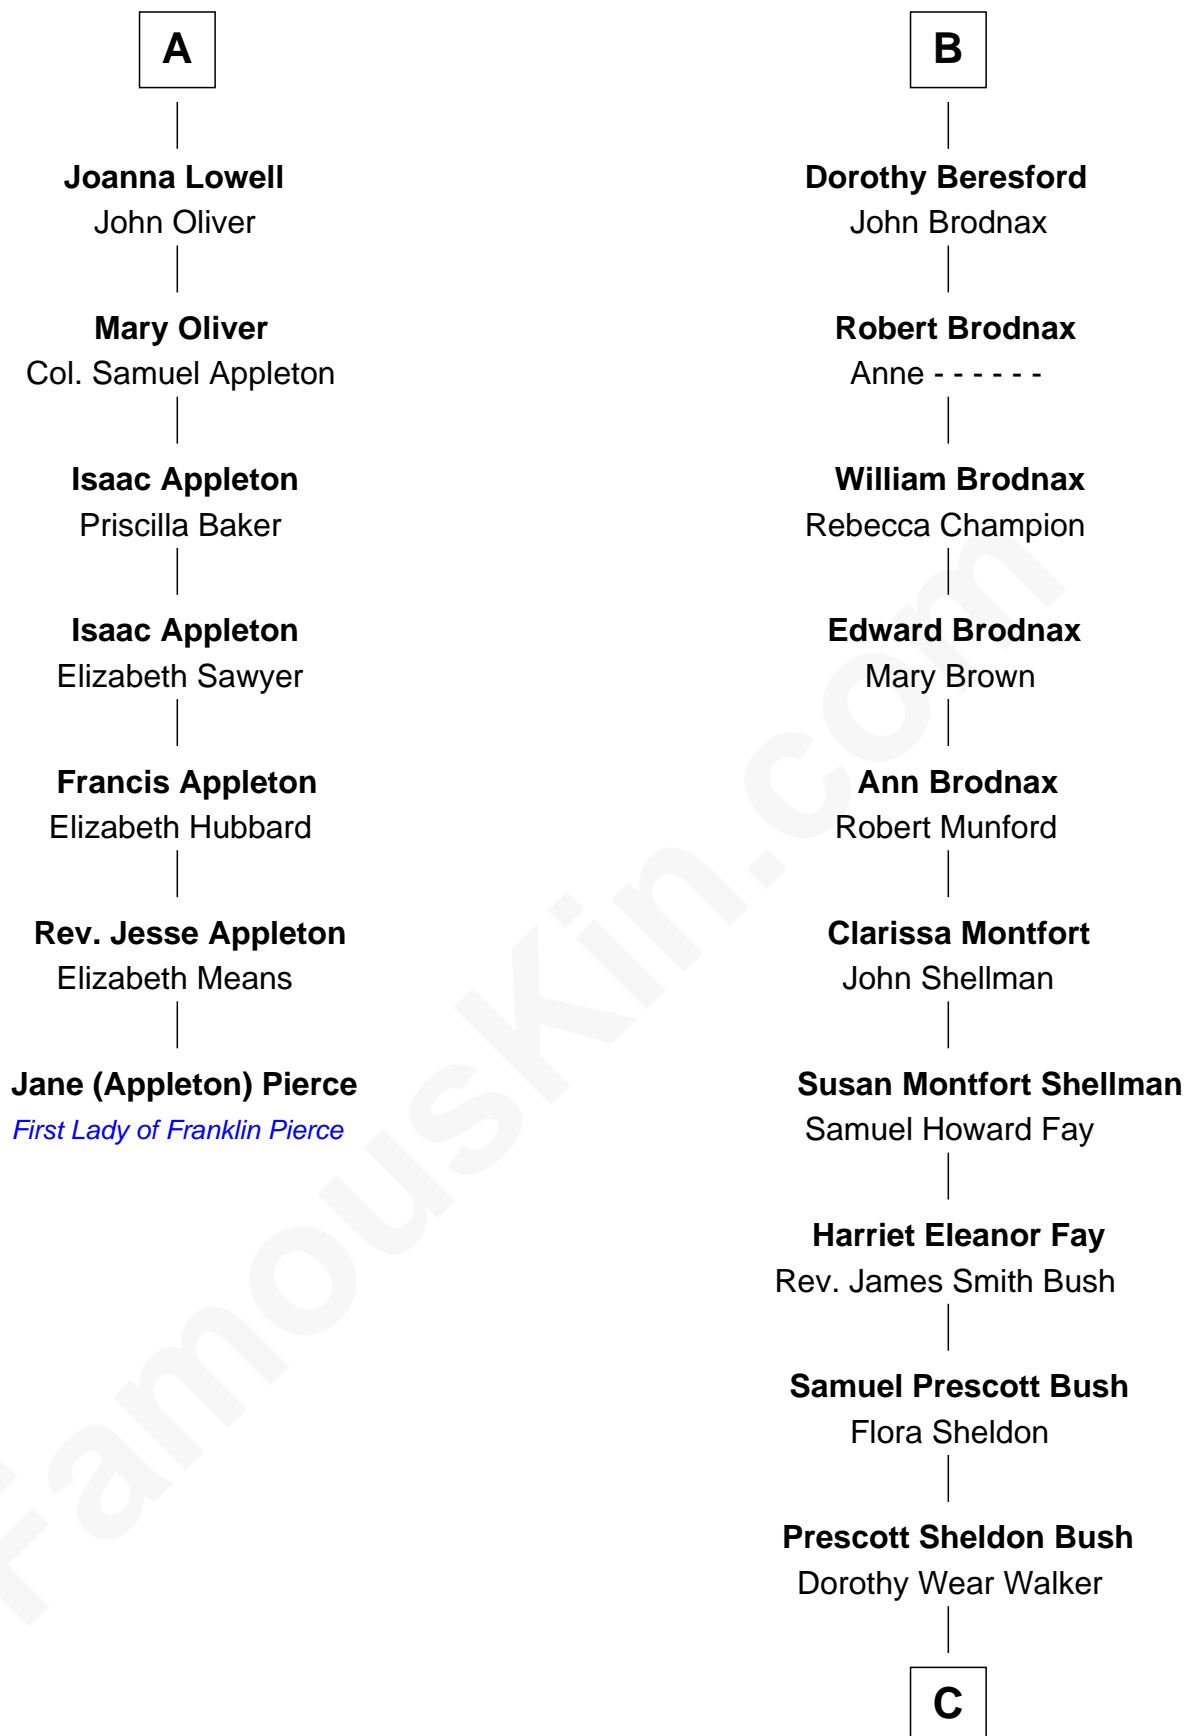 A
Joanna Lowell
John Oliver
Mary Oliver
Col. Samuel Appleton
Isaac Appleton
Priscilla Baker
Isaac Appleton
Elizabeth Sawyer
Francis Appleton
Elizabeth Hubbard
Rev. Jesse Appleton
Elizabeth Means
Jane (Appleton) Pierce
First Lady of Franklin Pierce
B
Dorothy Beresford
John Brodnax
Robert Brodnax
Anne - - - - - -
William Brodnax
Rebecca Champion
Edward Brodnax
Mary Brown
Ann Brodnax
Robert Munford
Clarissa Montfort
John Shellman
Susan Montfort Shellman
Samuel Howard Fay
Harriet Eleanor Fay
Rev. James Smith Bush
Samuel Prescott Bush
Flora Sheldon
Prescott Sheldon Bush
Dorothy Wear Walker
C
FamousKin.com